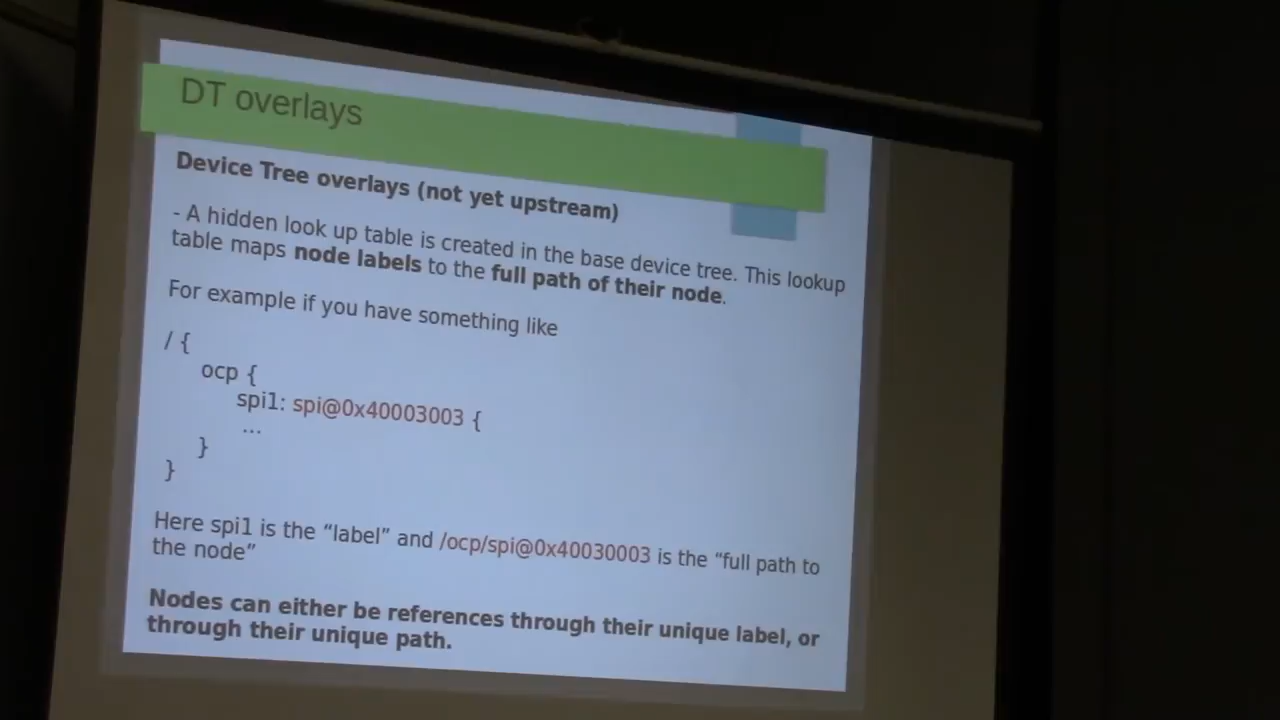 DT overlays
Device Tree overlays (not yet upstream)
- A hidden look up table is created in the base device tree. This lookup
table maps node labels to the full path of their node.
For example if you have something like
/ {
ocp {
spi1: spi@0x40003003 {
...
}
}
Here spi1 is the “label” and /ocp/spi@0x40030003 is the “full path to
the node”
Nodes can either be references through their unique label, or
through their unique path.